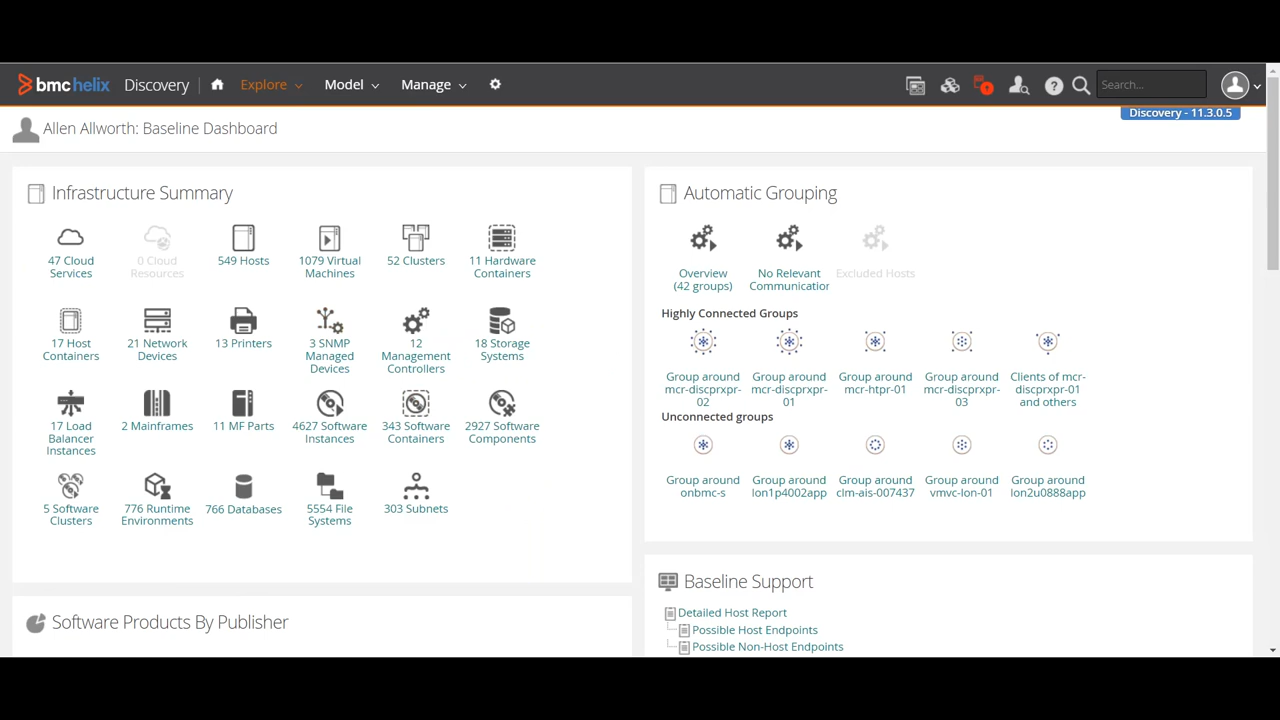 bmchelix Discovery Explore Model Manage Search...
Discovery - 11.3.0.5
Allen Allworth: Baseline Dashboard
Infrastructure Summary
47 Cloud
Services
0 Cloud
Resources
549 Hosts
1079 Virtual
Machines
52 Clusters
11 Hardware
Containers
17 Host
Containers
21 Network
Devices
13 Printers
3 SNMP
Managed
Devices
12
Management
Controllers
18 Storage
Systems
17 Load
Balancer
Instances
2 Mainframes
11 MF Parts
4627 Software
Instances
343 Software
Containers
2927 Software
Components
5 Software
Clusters
776 Runtime
Environments
766 Databases
5554 File
Systems
303 Subnets
Software Products By Publisher
Automatic Grouping
Overview
(42 groups)
No Relevant
Communication
Excluded Hosts
Highly Connected Groups
Group around
mcr-discprxpr-
02
Group around
mcr-discprxpr-
01
Group around
mcr-htpr-01
Group around
mcr-discprxpr-
03
Clients of mcr-
discprxpr-01
and others
Unconnected groups
Group around
onbmc-s
Group around
lon1p4002app
Group around
clm-ais-007437
Group around
vmvc-lon-01
Group around
lon2u0888app
Baseline Support
Detailed Host Report
Possible Host Endpoints
Possible Non-Host Endpoints